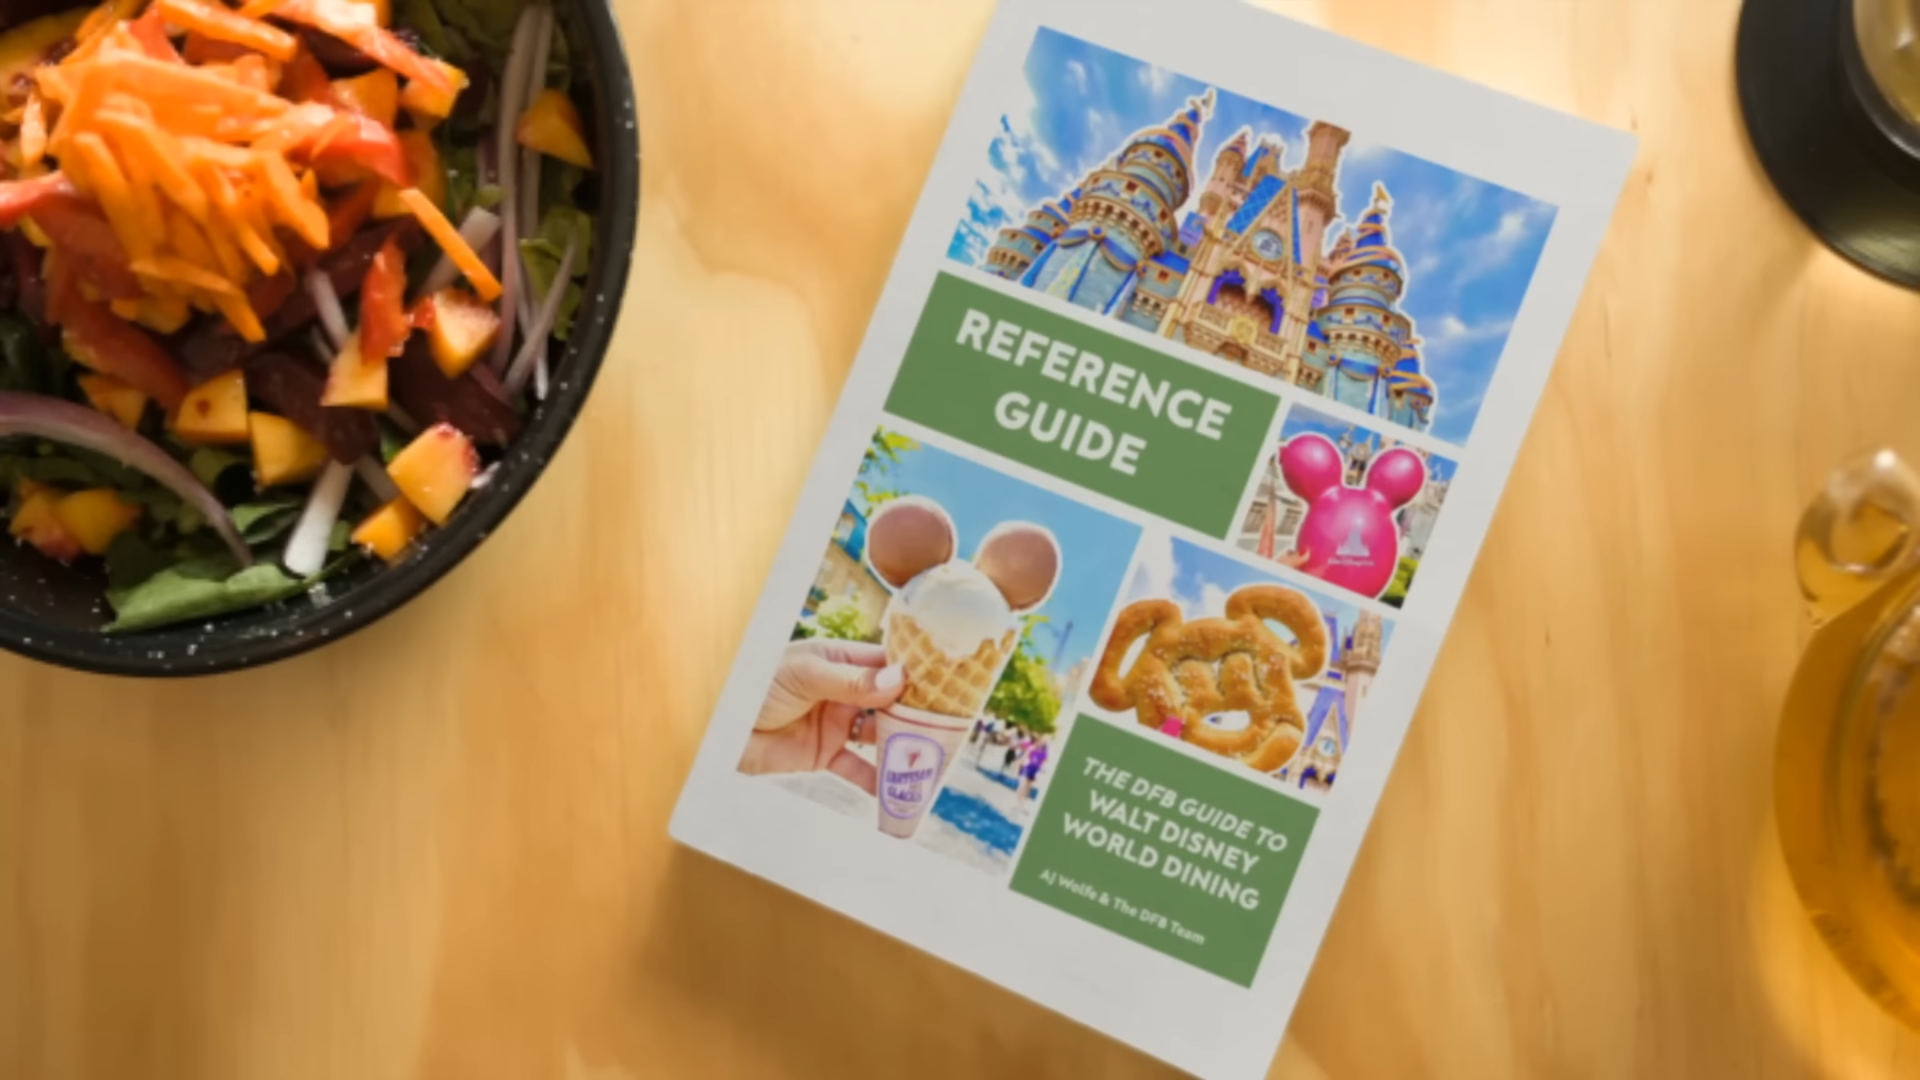 REFERENCE
GUIDE
THE DFB GUIDE TO
WALT DISNEY
WORLD DINING
AJ Wolfe & The DFB Team